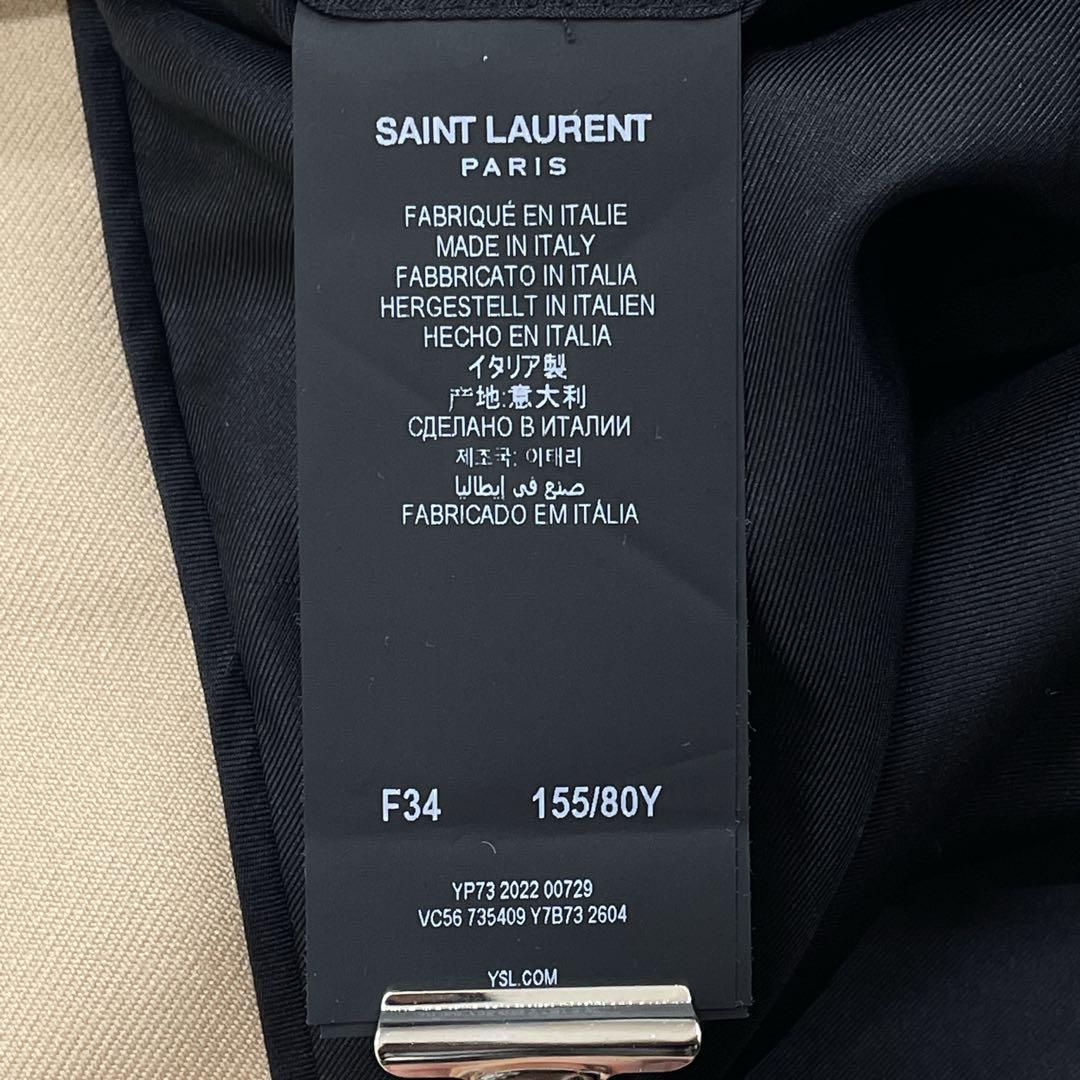 SAINT LAURENT
PARIS
FABRIQUÉ EN ITALIE
MADE IN ITALY
FABBRICATO IN ITALIA
HERGESTELLT IN ITALIEN
HECHO EN ITALIA
イタリア製
产地:意大利
СДЕЛАНО В ИТАЛИИ
제조국: 이태리
صنع في إيطاليا
FABRICADO EM ITÁLIA
F34 155/80Y
YP73 2022 00729
VC56 735409 Y7B73 2604
YSL.COM